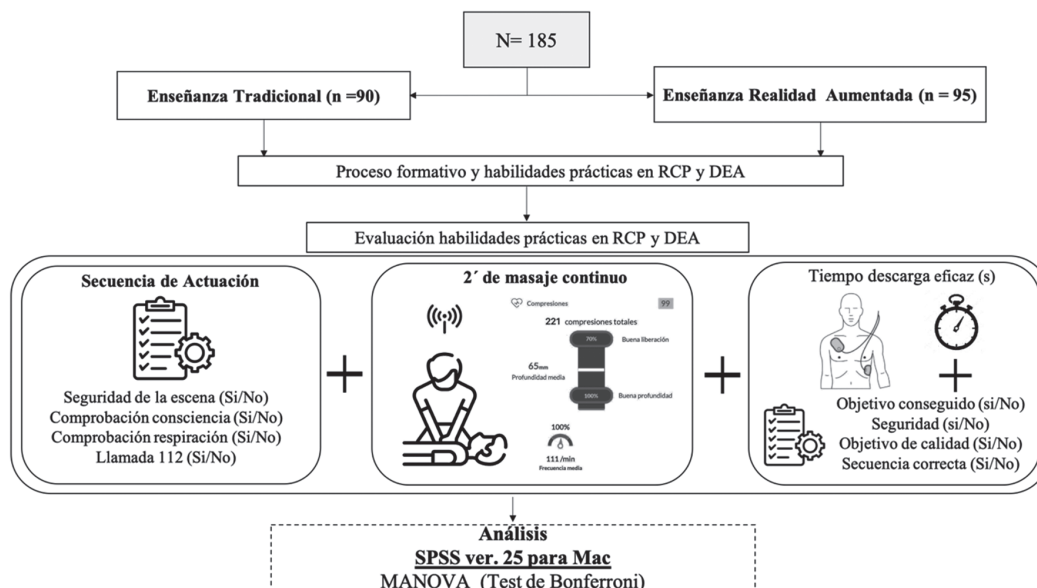 N= 185
Enseñanza Tradicional (n =90)
Enseñanza Realidad Aumentada (n = 95)
Proceso formativo y habilidades prácticas en RCP y DEA
Evaluación habilidades prácticas en RCP y DEA
Secuencia de Actuación
Seguridad de la escena (Si/No)
Comprobación consciencia (Si/No)
Comprobación respiración (Si/No)
Llamada 112 (Si/No)
2´ de masaje continuo
Compresiones
99
221 compresiones totales
70%
Buena liberación
65mm
Profundidad media
100%
Buena profundidad
100%
111 /min
Frecuencia media
Tiempo descarga eficaz (s)
Objetivo conseguido (si/No)
Seguridad (si/No)
Objetivo de calidad (Si/No)
Secuencia correcta (Si/No)
Análisis
SPSS ver. 25 para Mac
MANOVA (Test de Bonferroni)